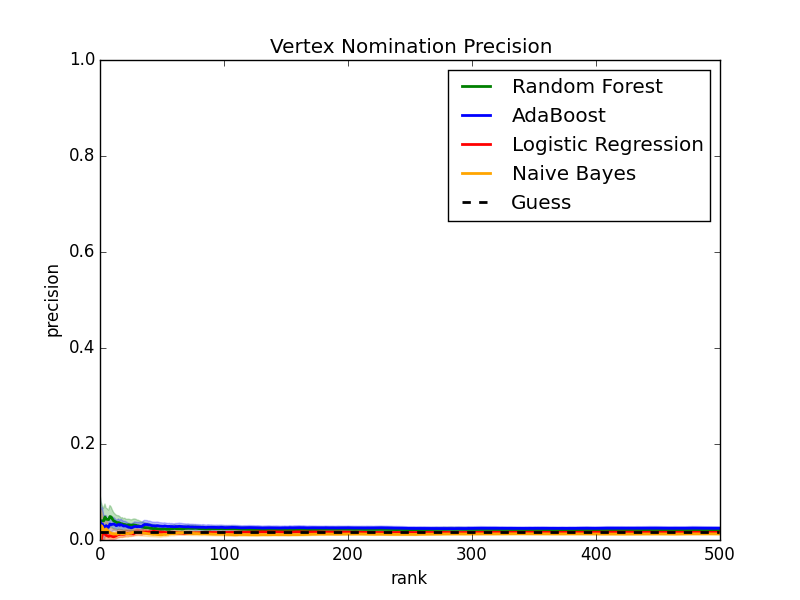 Vertex Nomination Precision
1.0
0.8
0.6
0.4
0.2
0.0
precision
Random Forest
AdaBoost
Logistic Regression
Naive Bayes
Guess
0
100
200
300
400
500
rank